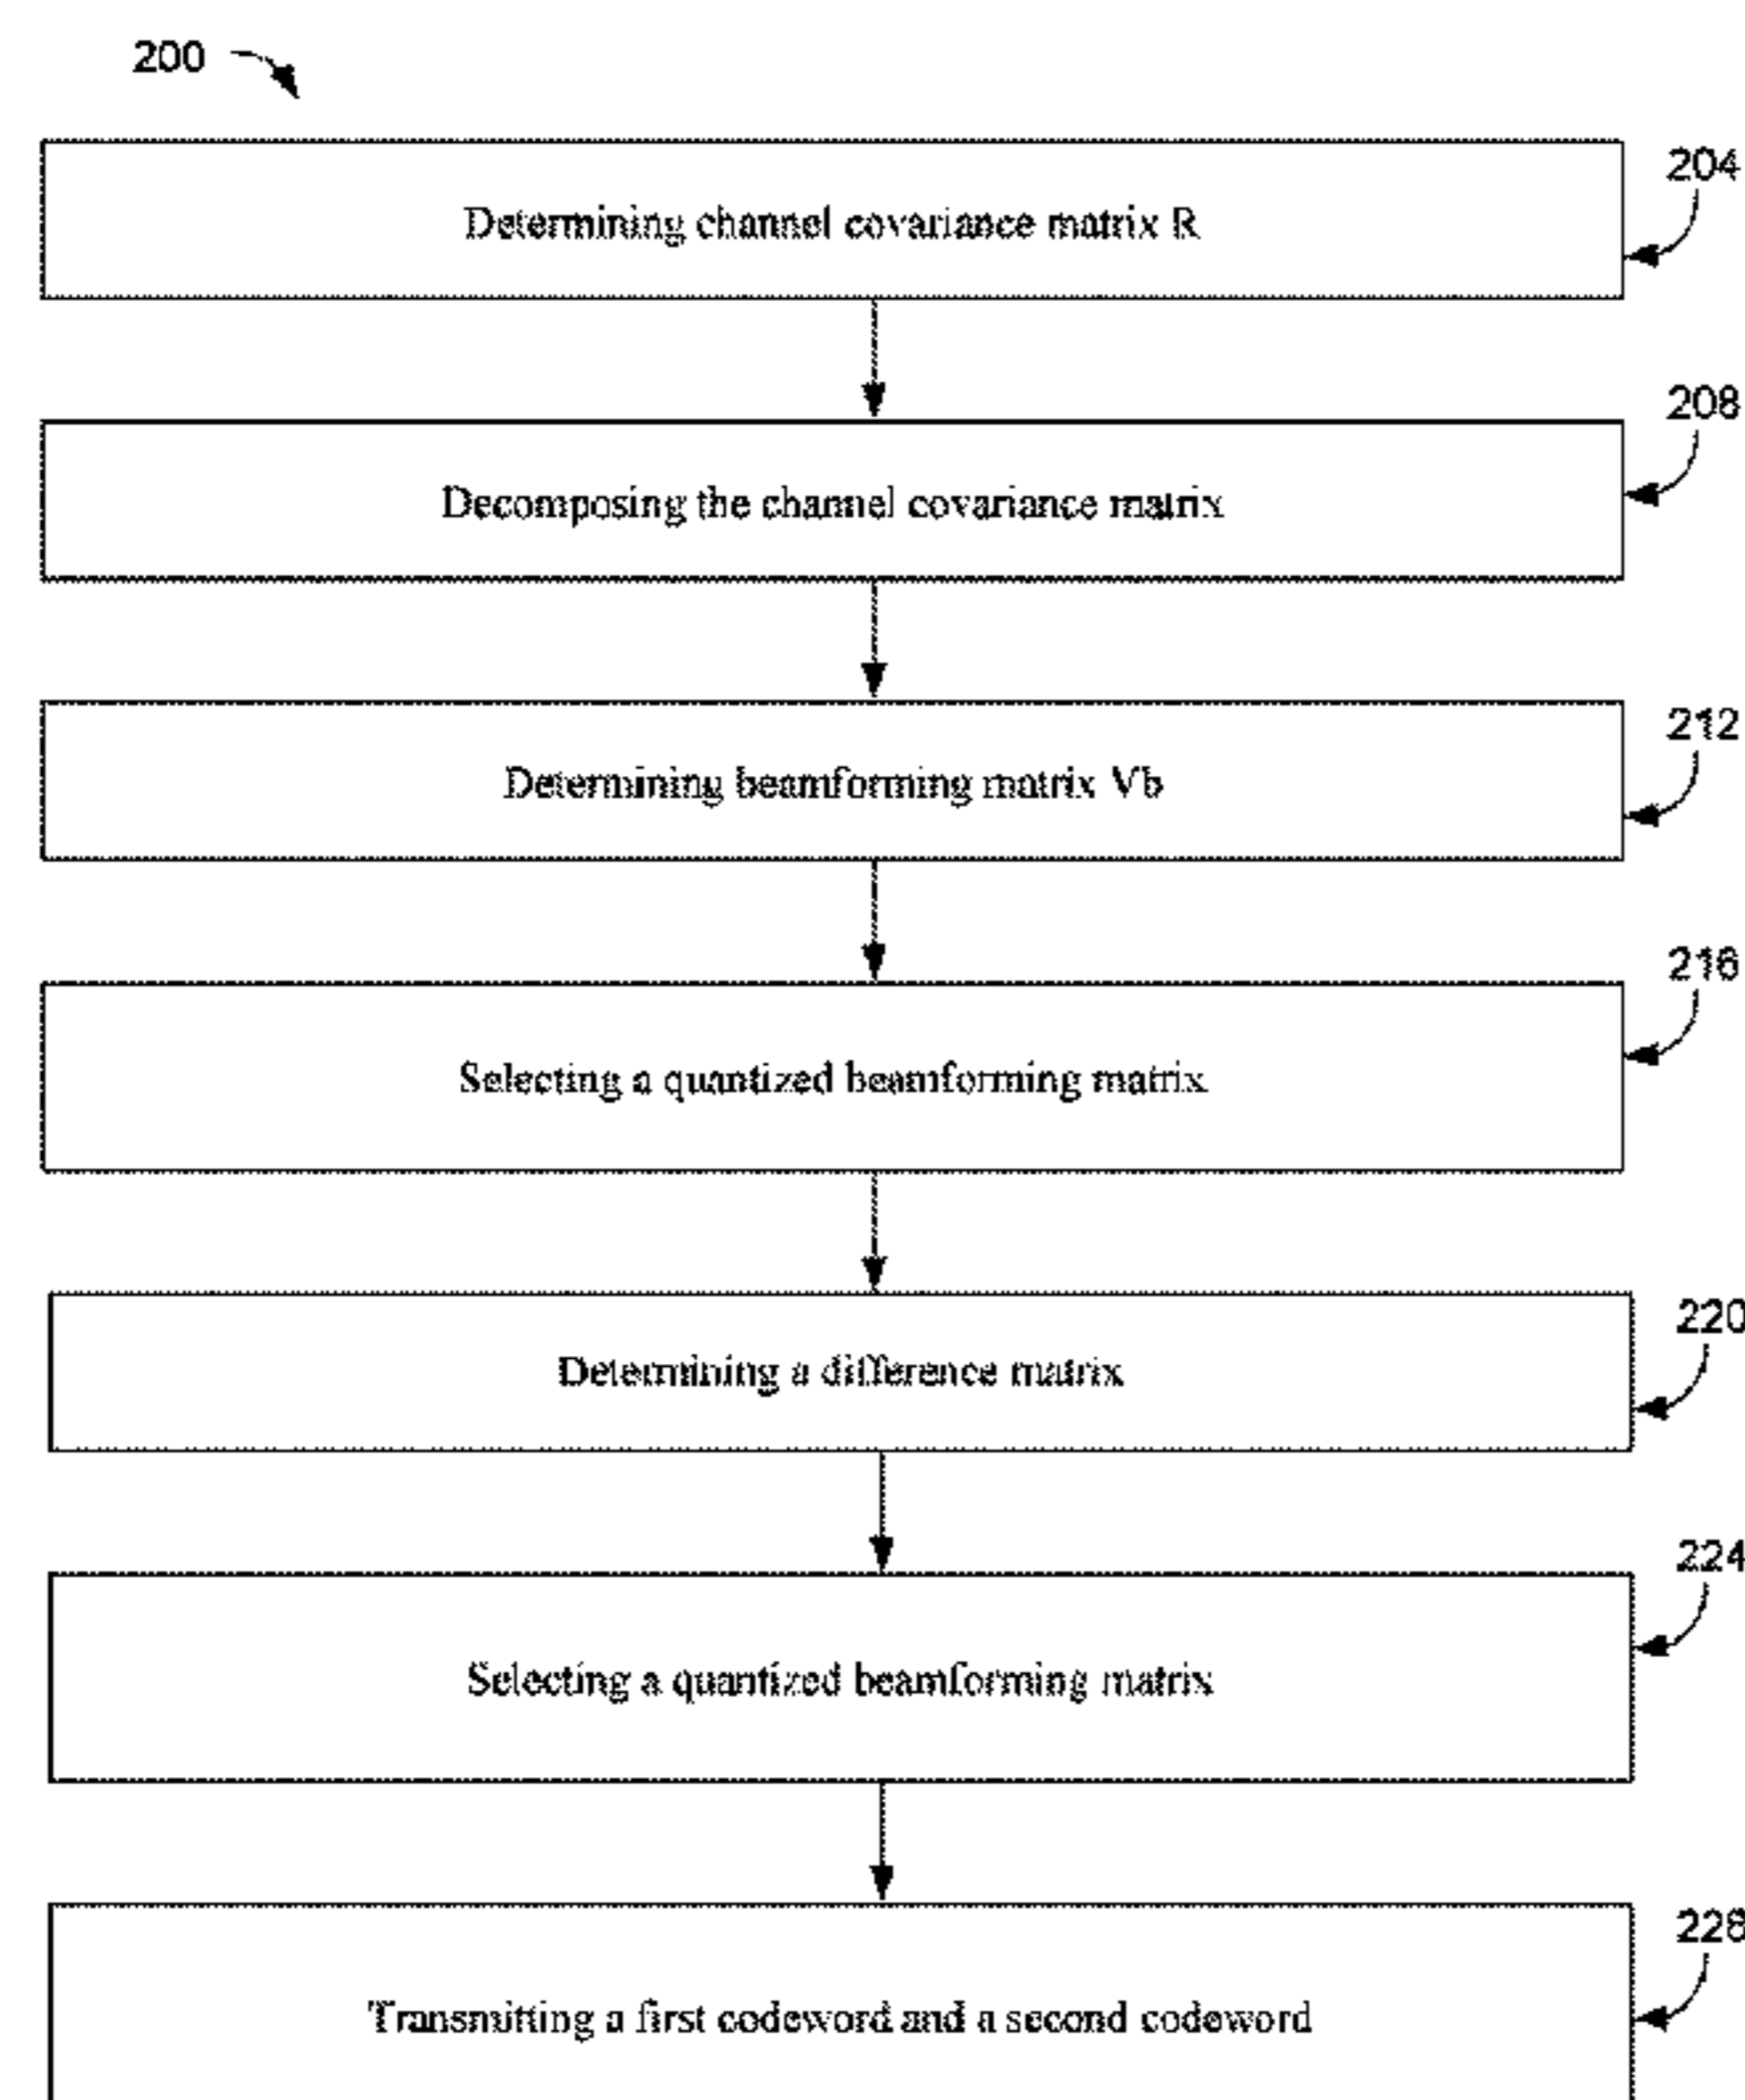 200
204
Determining channel covariance matrix R
208
Decomposing the channel covariance matrix
212
Determining beamforming matrix Vb
216
Selecting a quantized beamforming matrix
220
Determining a difference matrix
224
Selecting a quantized beamforming matrix
228
Transmitting a first codeword and a second codeword